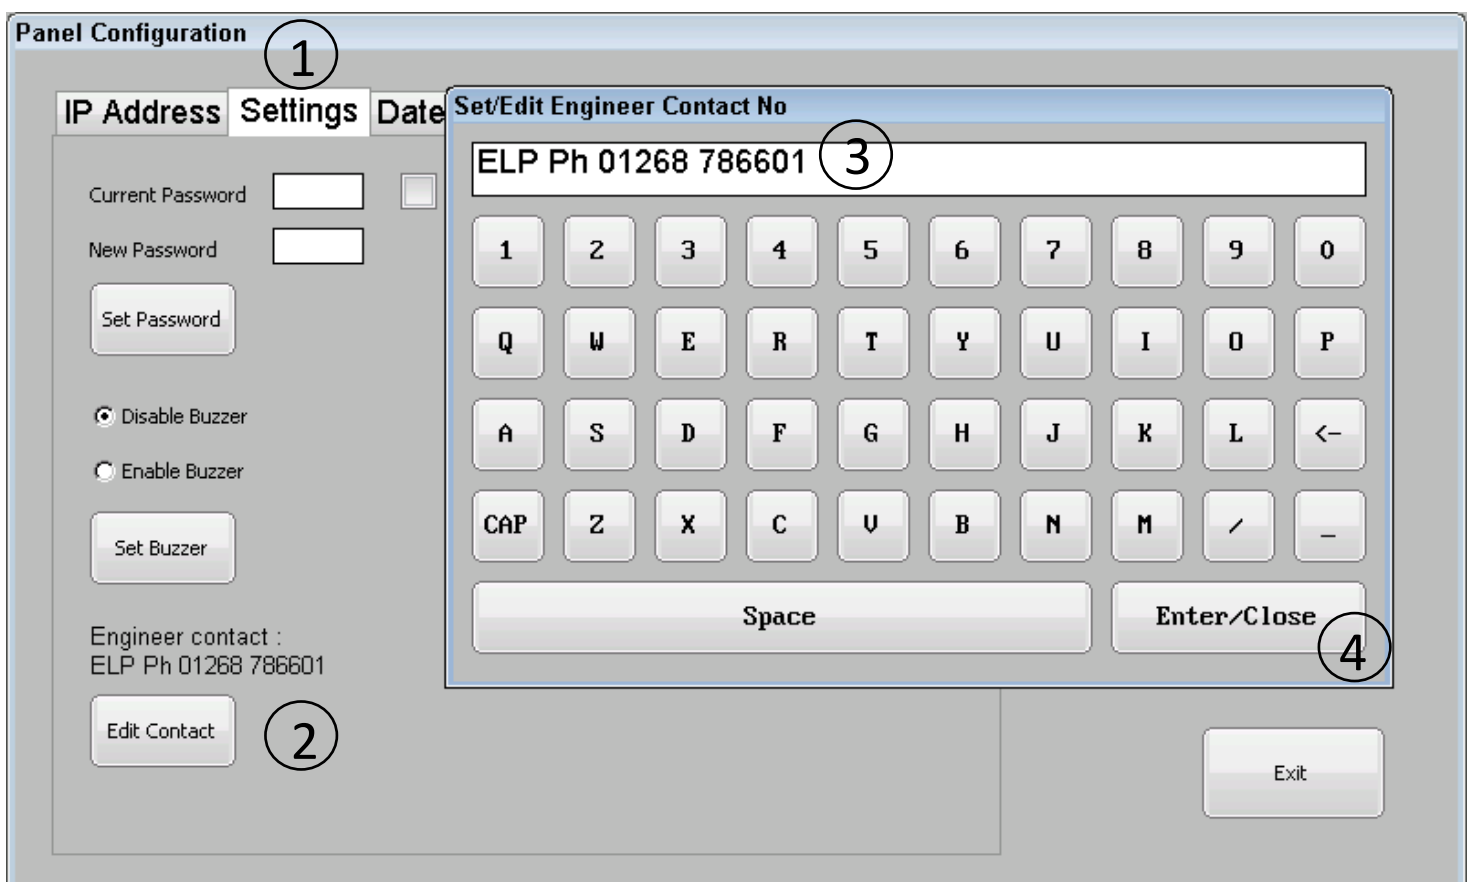 Panel Configuration
1
IP Address Settings Date
Set/Edit Engineer Contact No
ELP Ph 01268 786601
3
Current Password
New Password
Set Password
Disable Buzzer
Enable Buzzer
Set Buzzer
Engineer contact :
ELP Ph 01268 786601
Edit Contact
2
1 2 3 4 5 6 7 8 9 0
Q W E R T Y U I O P
A S D F G H J K L <-
CAP Z X C V B N M / _
Space Enter/Close
4
Exit